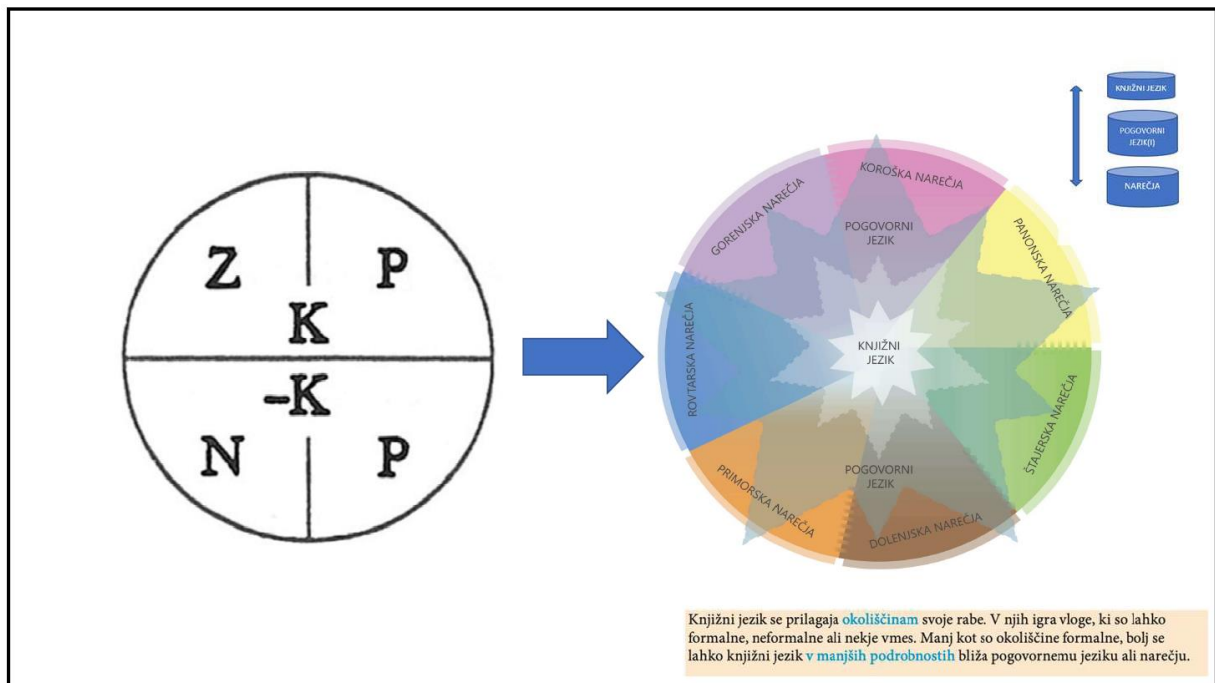 Z P
K
-K
N P
KNJIŽNI JEZIK
POGOVORNI
JEZIK(I)
NAREČJA
KOROŠKA NAREČJA
GORENJSKA NAREČJA
PANONSKA NAREČJA
POGOVORNI
JEZIK
KNJIŽNI
JEZIK
ROVTARSKA NAREČJA
ŠTAJERSKA NAREČJA
POGOVORNI
JEZIK
PRIMORSKA NAREČJA
DOLENJSKA NAREČJA
Knjižni jezik se prilagaja okoliščinam svoje rabe. V njih igra vloge, ki so lahko
formalne, neformalne ali nekje vmes. Manj kot so okoliščine formalne, bolj se
lahko knjižni jezik v manjših podrobnostih bliža pogovornemu jeziku ali narečju.